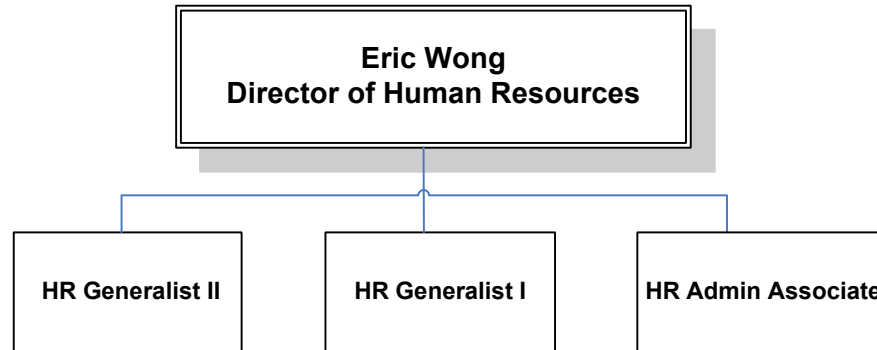 Eric Wong
Director of Human Resources
HR Generalist II
HR Generalist I
HR Admin Associate